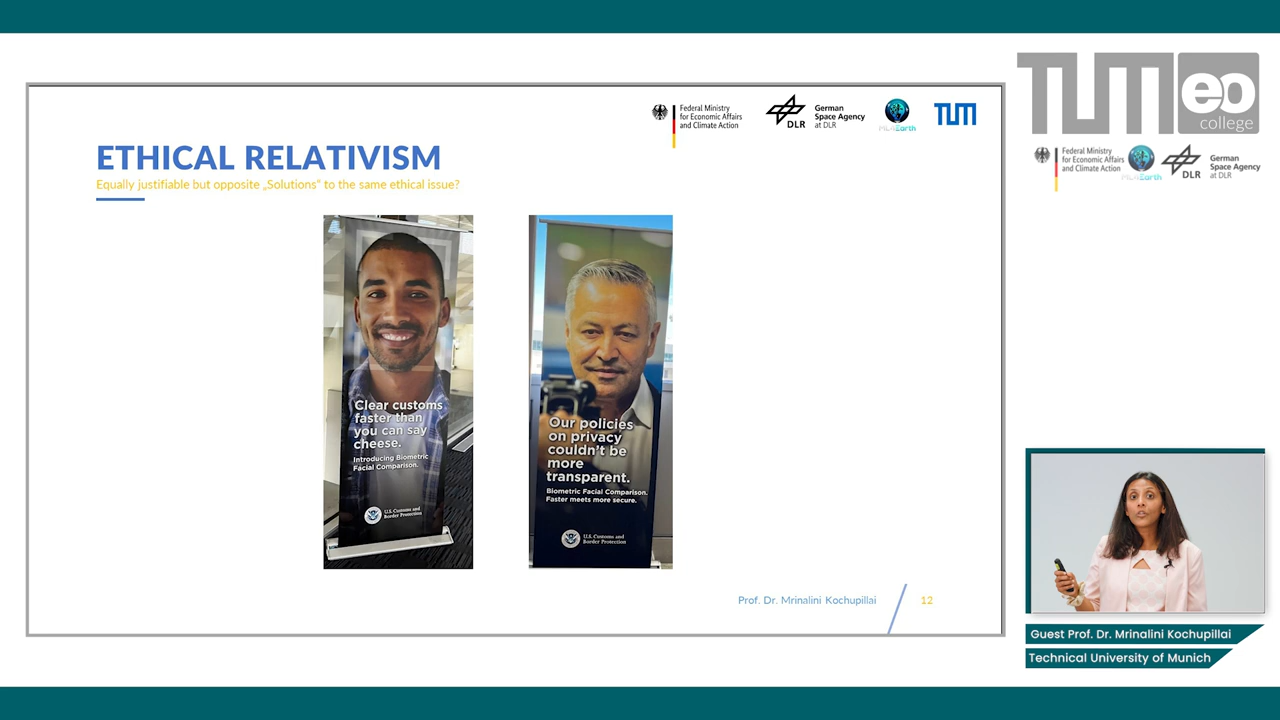 Federal Ministry
for Economic Affairs
and Climate Action
DLR
German
Space Agency
at DLR
ML4Earth
TUM
ETHICAL RELATIVISM
Equally justifiable but opposite „Solutions“ to the same ethical issue?
Clear customs
faster than
you can say
cheese.
Introducing Biometric
Facial Comparison.
U.S. Customs and
Border Protection
Our policies
on privacy
couldn't be
more
transparent.
Biometric Facial Comparison.
Faster meets more secure.
U.S. Customs and
Border Protection
Prof. Dr. Mrinalini Kochupillai
12
TUM
eo
college
Federal Ministry
for Economic Affairs
and Climate Action
ML4Earth
DLR
German
Space Agency
at DLR
Guest Prof. Dr. Mrinalini Kochupillai
Technical University of Munich